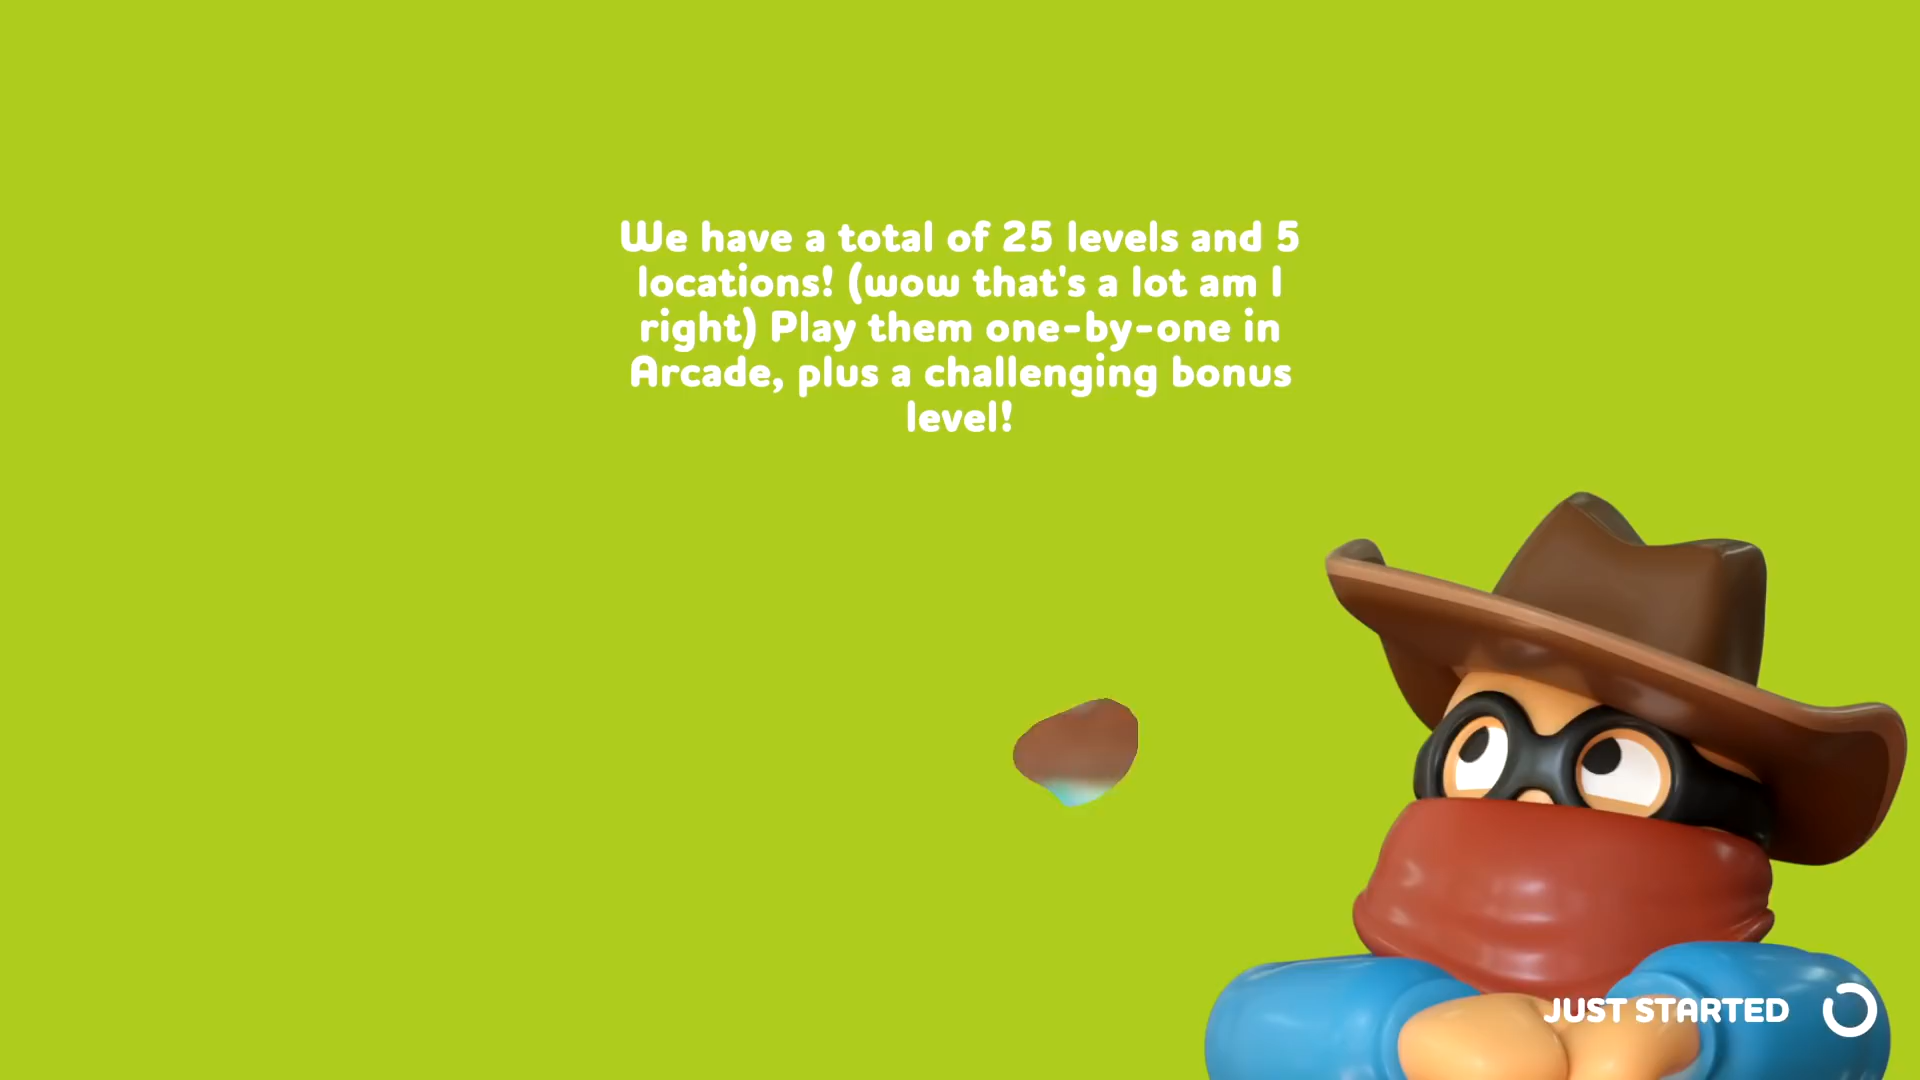 We have a total of 25 levels and 5
locations! (wow that's a lot am I
right) Play them one-by-one in
Arcade, plus a challenging bonus
level!
JUST STARTED